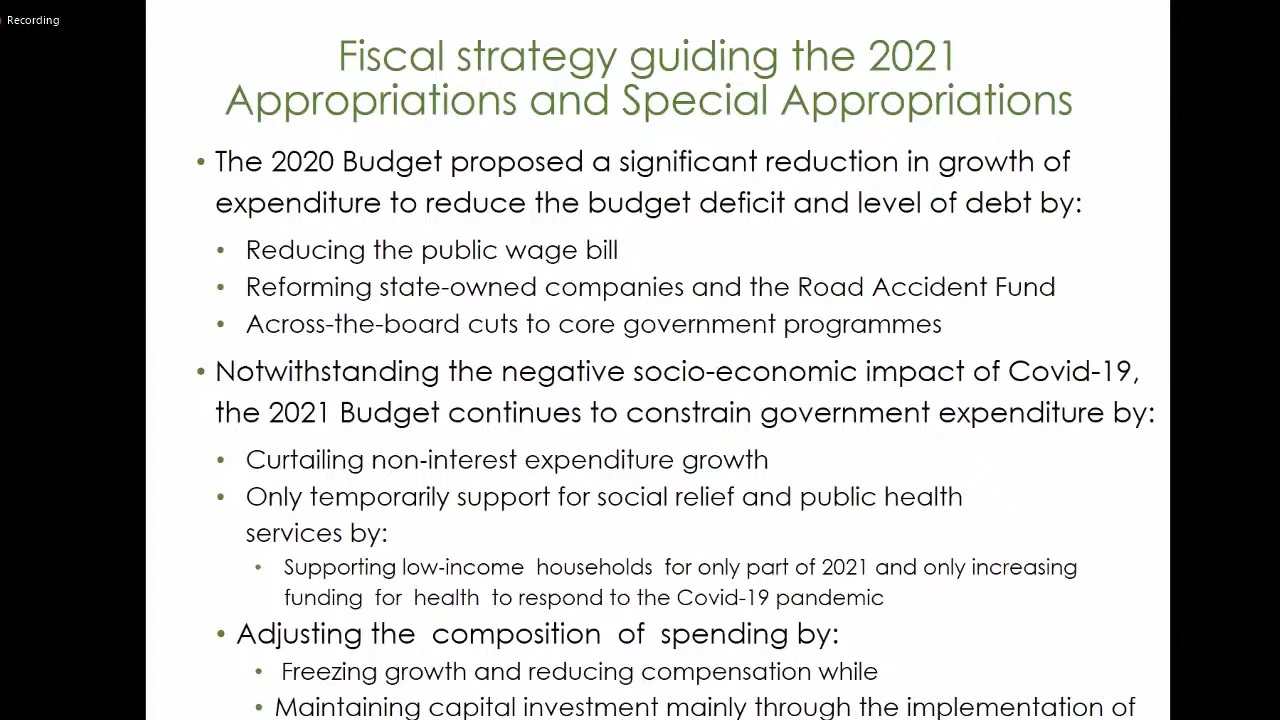 Recording
Fiscal strategy guiding the 2021
Appropriations and Special Appropriations
• The 2020 Budget proposed a significant reduction in growth of
expenditure to reduce the budget deficit and level of debt by:
• Reducing the public wage bill
• Reforming state-owned companies and the Road Accident Fund
• Across-the-board cuts to core government programmes
• Notwithstanding the negative socio-economic impact of Covid-19,
the 2021 Budget continues to constrain government expenditure by:
• Curtailing non-interest expenditure growth
• Only temporarily support for social relief and public health
services by:
• Supporting low-income households for only part of 2021 and only increasing
funding for health to respond to the Covid-19 pandemic
• Adjusting the composition of spending by:
• Freezing growth and reducing compensation while
• Maintaining capital investment mainly through the implementation of